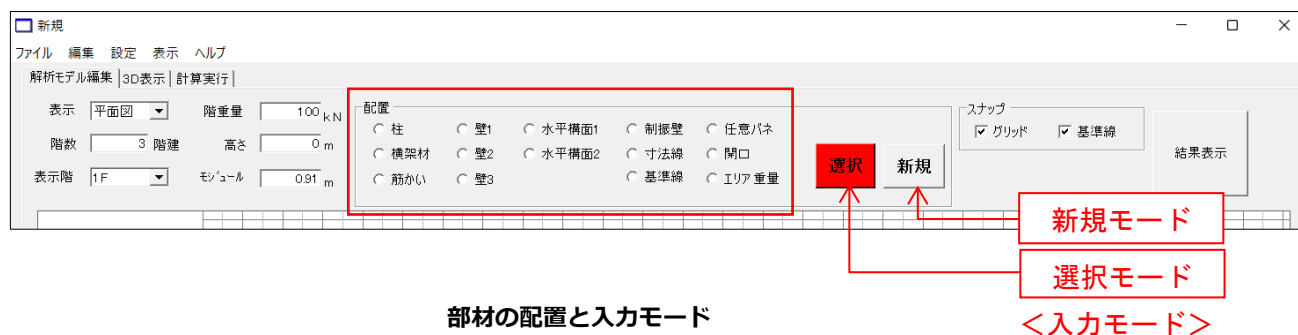 新規
ファイル 編集 設定 表示 ヘルプ
解析モデル編集 3D表示 計算実行
表示 平面図 階重量 100 kN
階数 3 階建 高さ 0 m
表示階 1F モジュール 0.91 m
配置
柱 壁1 水平構面1 制振壁 任意バネ
横架材 壁2 水平構面2 寸法線 開口
筋かい 壁3 基準線 エリア重量
選択 新規
スナップ
グリッド 基準線
結果表示
新規モード
選択モード
部材の配置と入力モード
＜入力モード＞